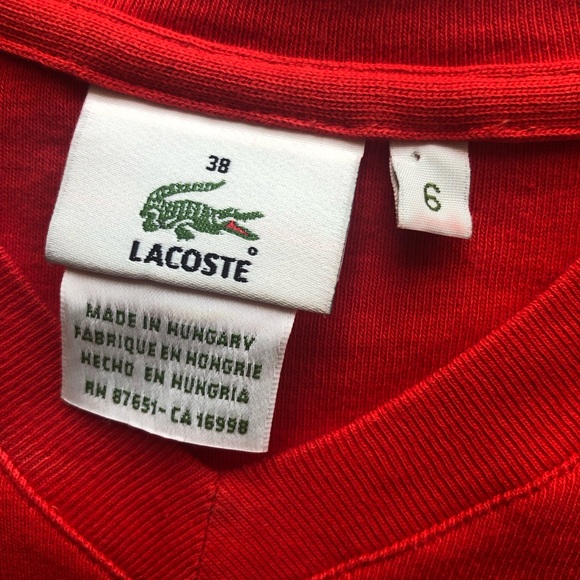 38
LACOSTE
6
MADE IN HUNGARY
FABRIQUE EN HONGRIE
HECHO EN HUNGRIA
RN 87651-CA 16998